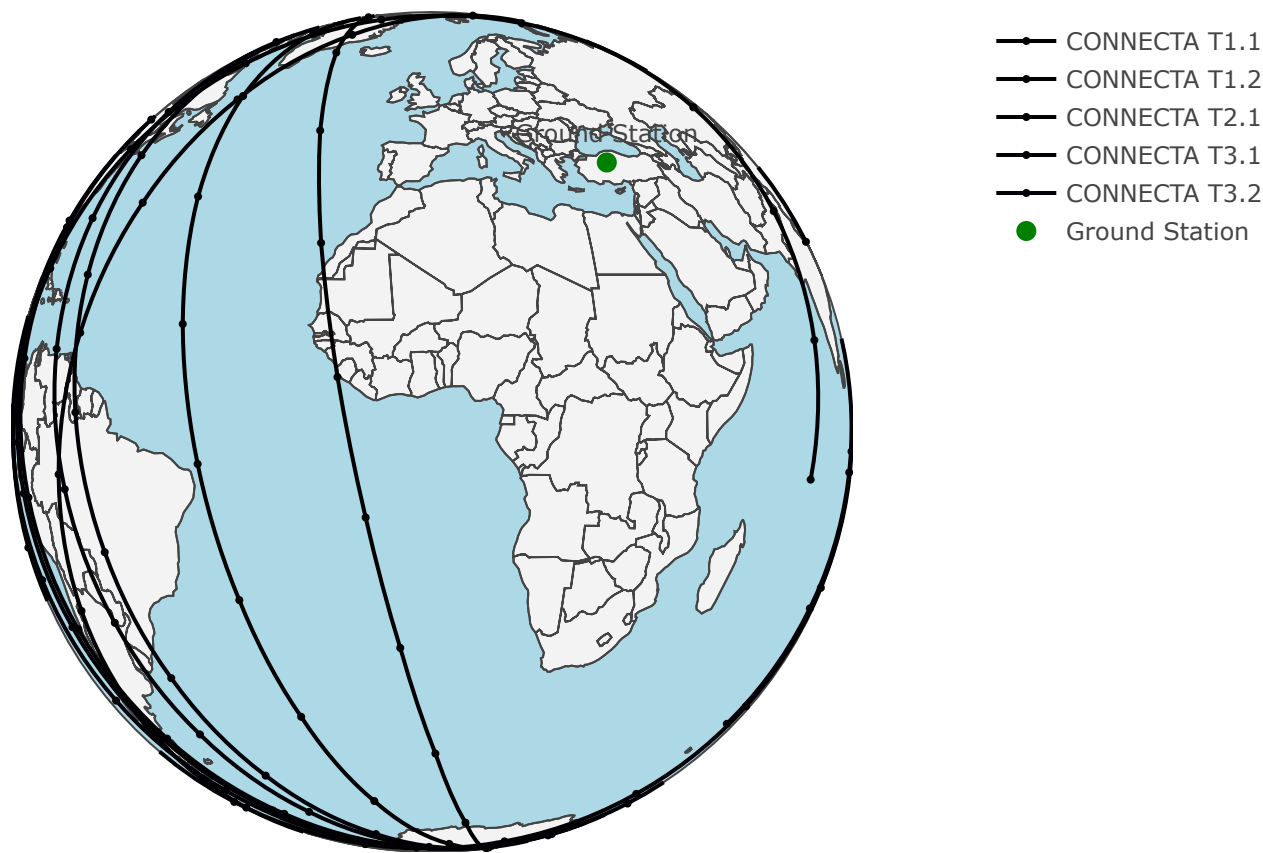 CONNECTA T1.1
CONNECTA T1.2
CONNECTA T2.1
CONNECTA T3.1
CONNECTA T3.2
Ground Station
Ground Station